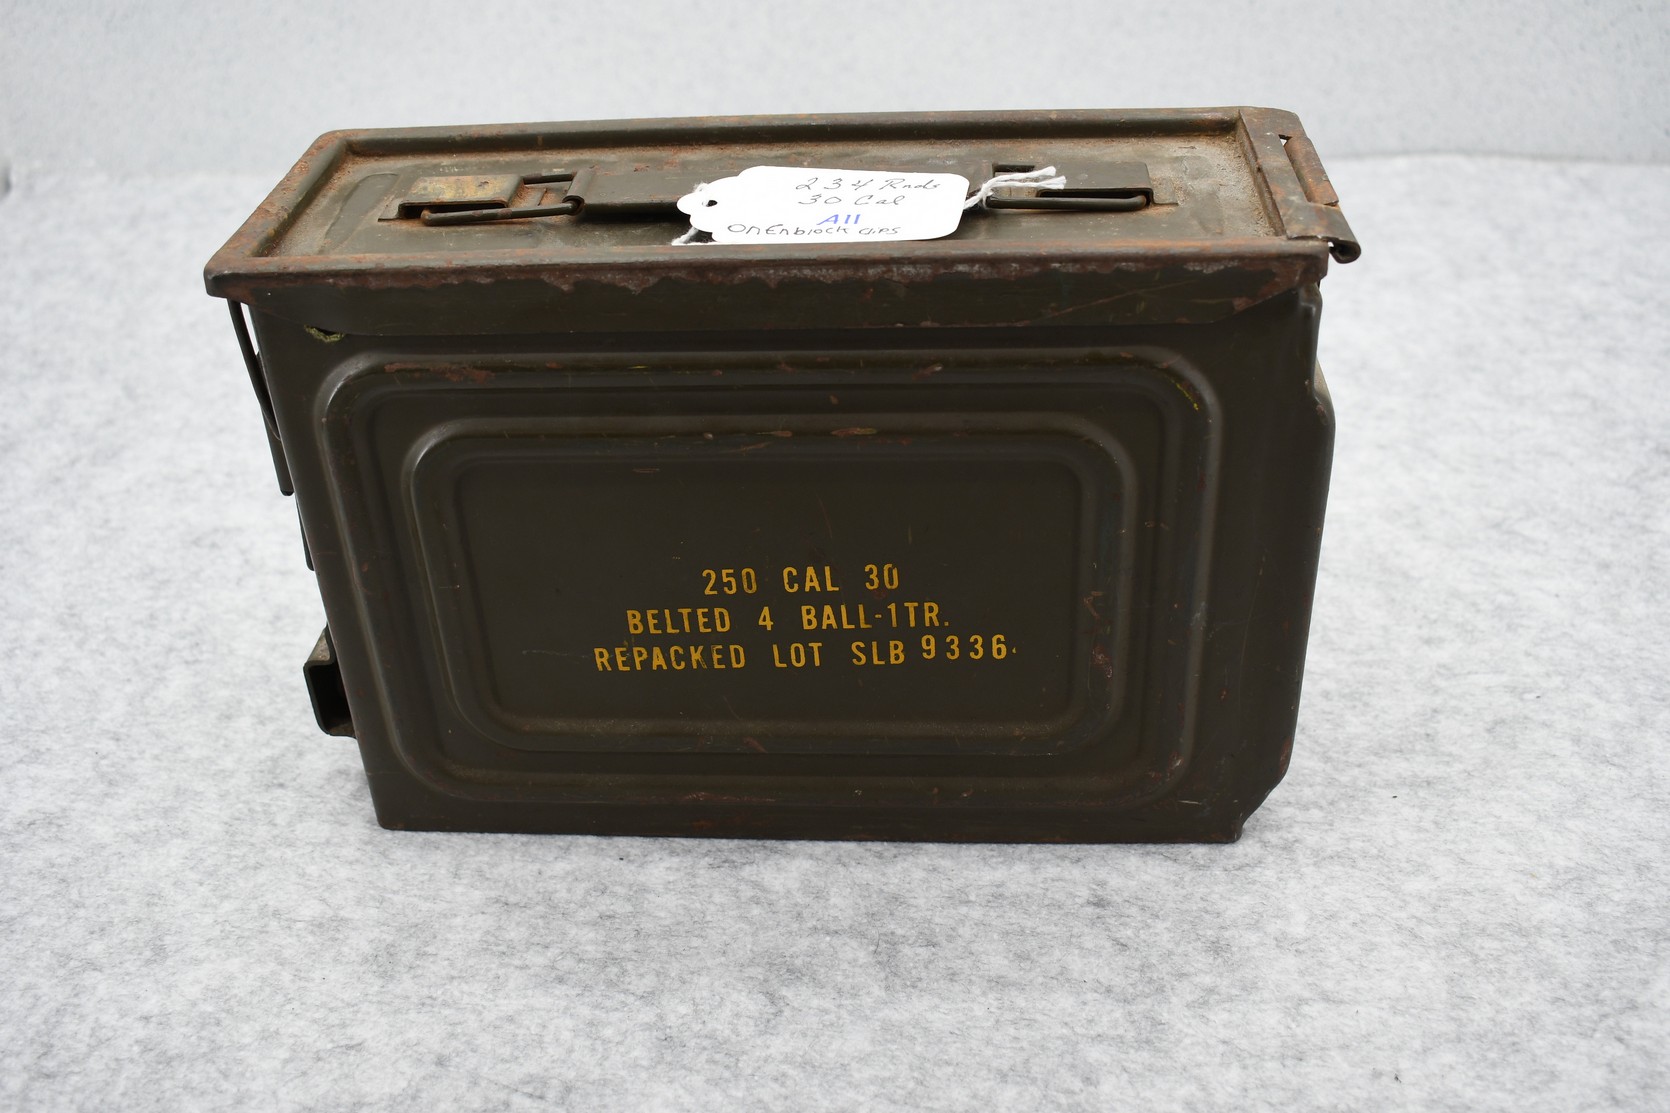 234 Rnds
30 Cal
All
on Enblock clips
250 CAL 30
BELTED 4 BALL-1TR.
REPACKED LOT SLB 9336